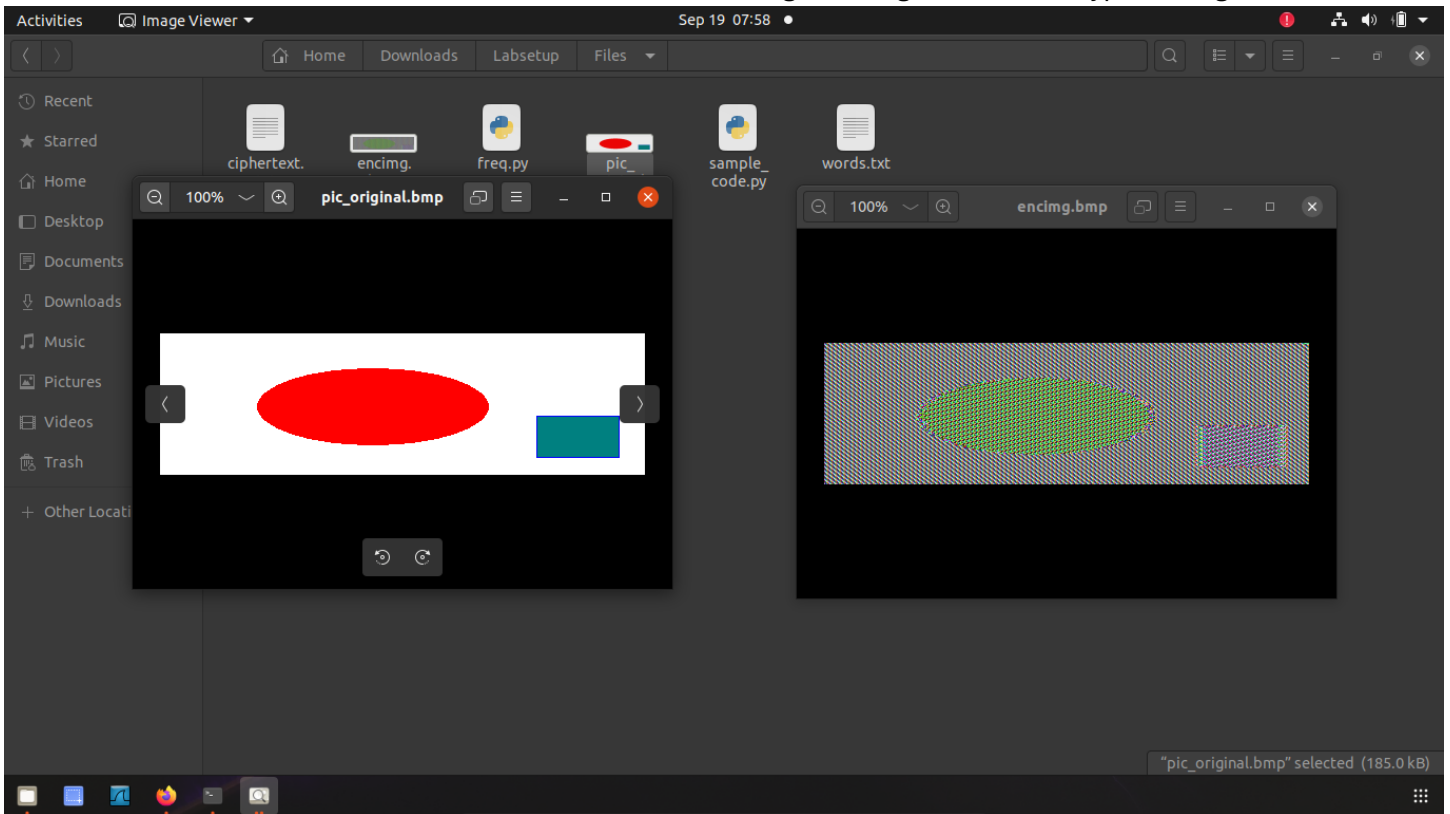 Activities Image Viewer Sep 19 07:58
Home Downloads Labsetup Files
Recent
Starred
Home
Desktop
Documents
Downloads
Music
Pictures
Videos
Trash
+ Other Locati
ciphertext.
encimg.
freq.py
pic_
sample_
code.py
words.txt
100% pic_original.bmp
100% encimg.bmp
"pic_original.bmp" selected (185.0 kB)